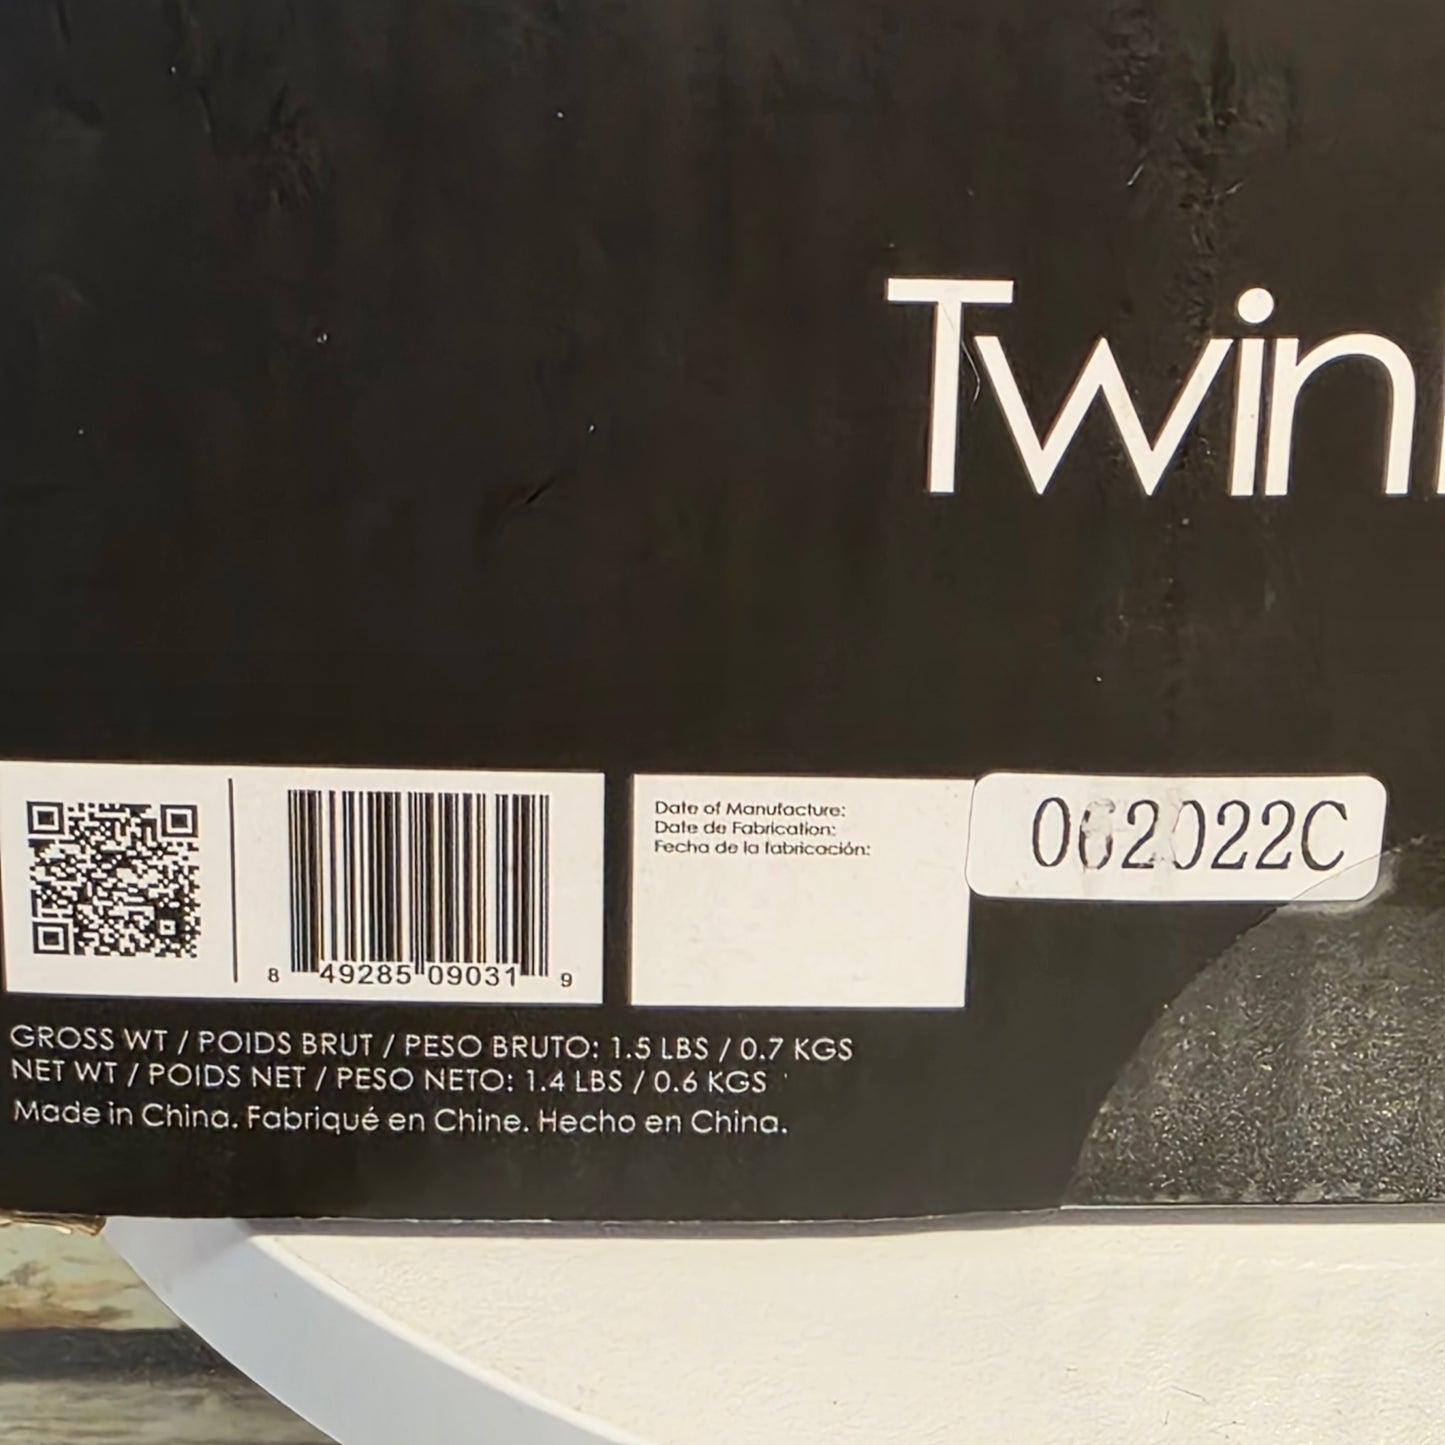 Twin
Date of Manufacture:
Date de Fabrication:
Fecha de la fabricación:
062022C
8 49285 09031 9
GROSS WT / POIDS BRUT / PESO BRUTO: 1.5 LBS / 0.7 KGS
NET WT / POIDS NET / PESO NETO: 1.4 LBS / 0.6 KGS
Made in China. Fabriqué en Chine. Hecho en China.